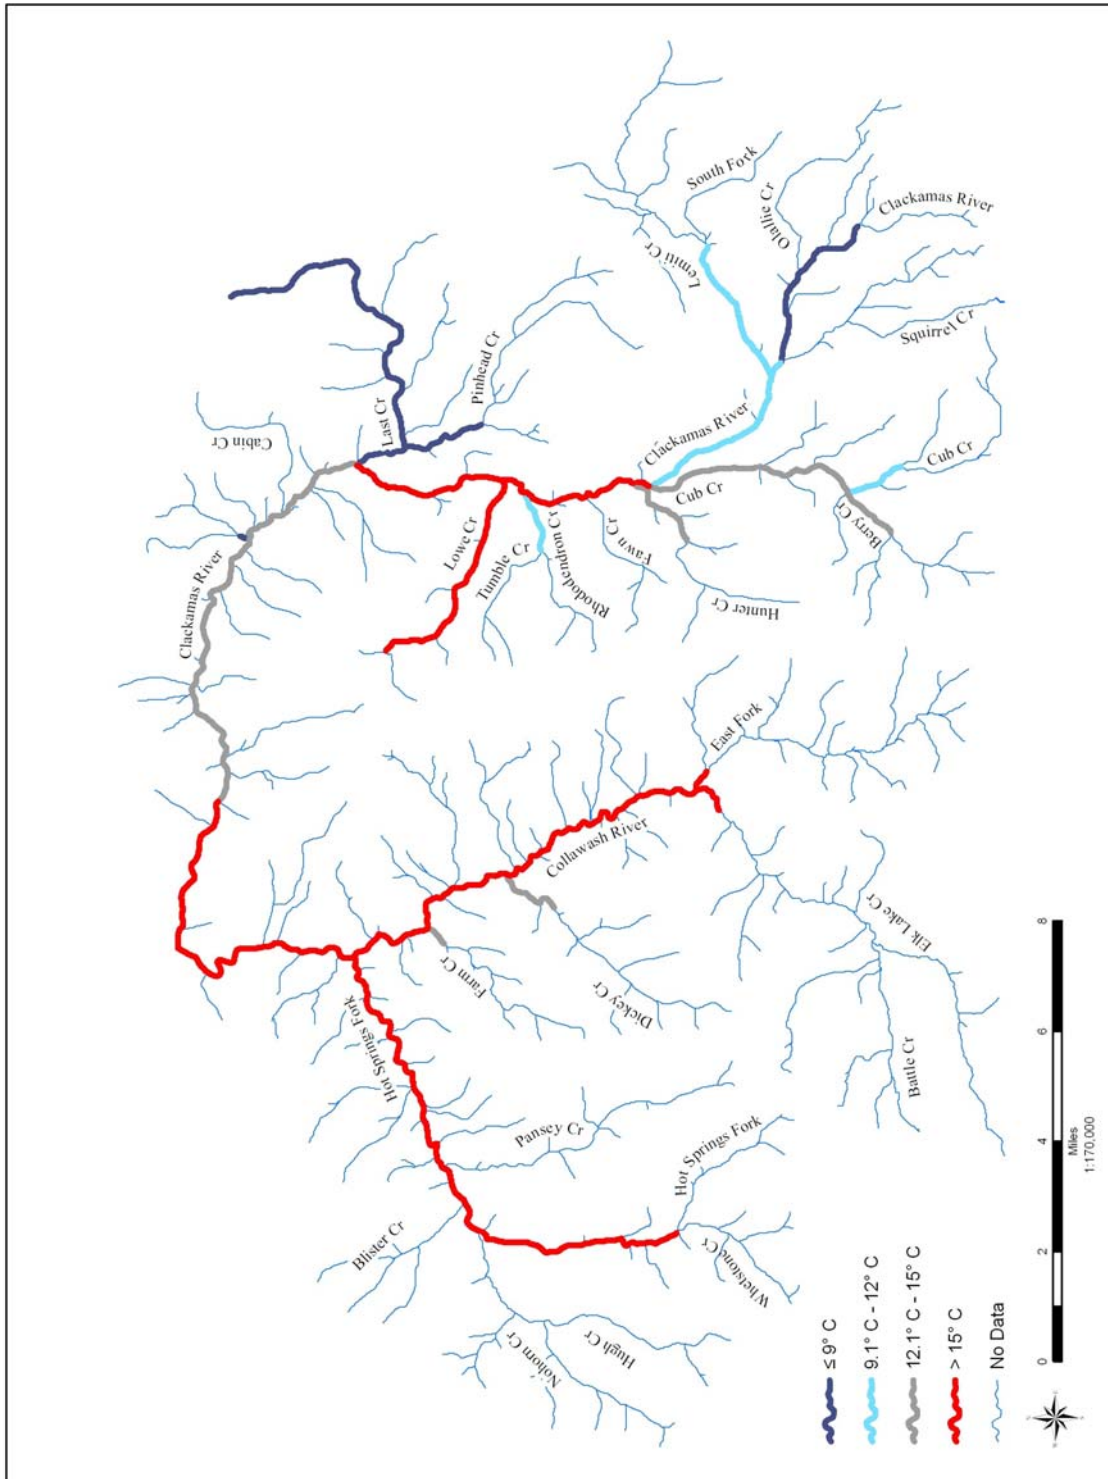 South Fork
Lemiti Cr
Olallie Cr
Clackamas River
Squirrel Cr
Pinhead Cr
Last Cr
Cabin Cr
Clackamas River
Cub Cr
Cub Cr
Berry Cr
Clackamas River
Lowe Cr
Tumble Cr
Rhododendron Cr
Fawn Cr
Hunter Cr
East Fork
Collawash River
Elk Lake Cr
Battle Cr
Dickey Cr
Farm Cr
Hot Springs Fork
Pansey Cr
Hot Springs Fork
Whetstone Cr
Blister Cr
Nohorn Cr
Hugh Cr
≤ 9° C
9.1° C - 12° C
12.1° C - 15° C
> 15° C
No Data
0 2 4 6 8
Miles
1:170,000